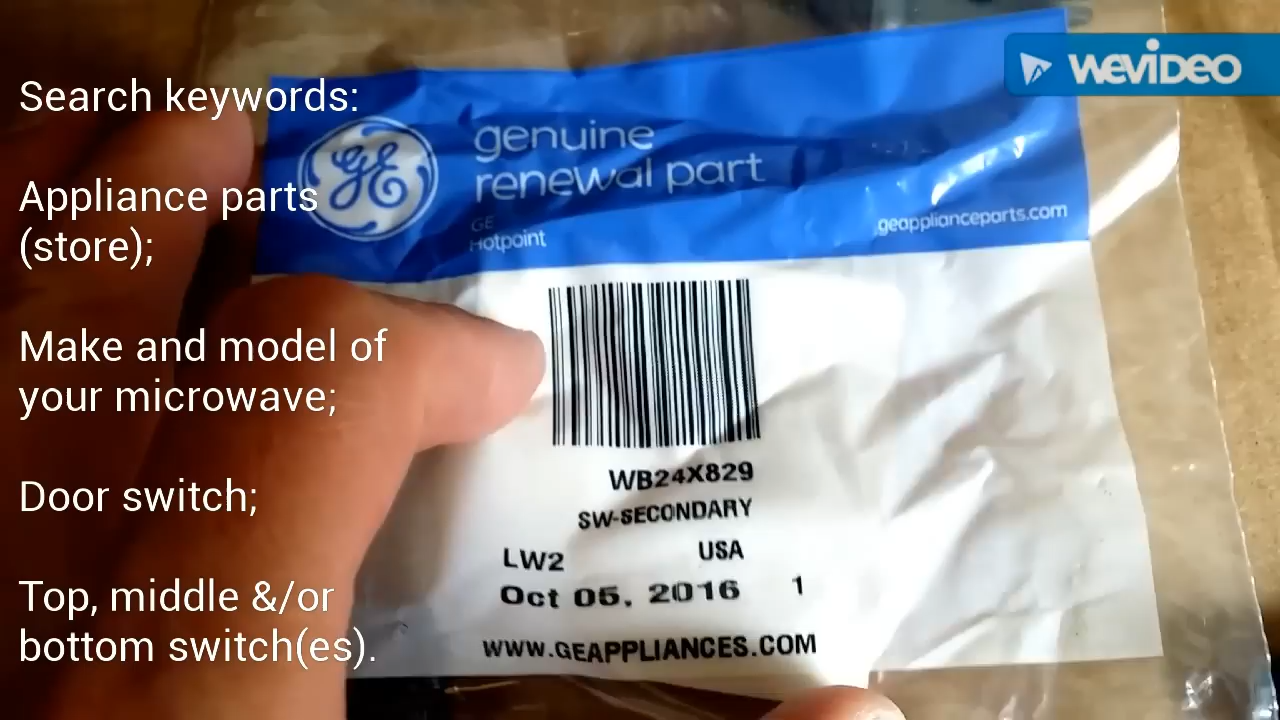 Search keywords:
Appliance parts
(store);
Make and model of
your microwave;
Door switch;
Top, middle &/or
bottom switch(es).
WEVIDEO
GE
genuine
renewal part
GE
Hotpoint
geapplianceparts.com
WB24X829
SW-SECONDARY
LW2 USA
Oct 05, 2016 1
WWW.GEAPPLIANCES.COM